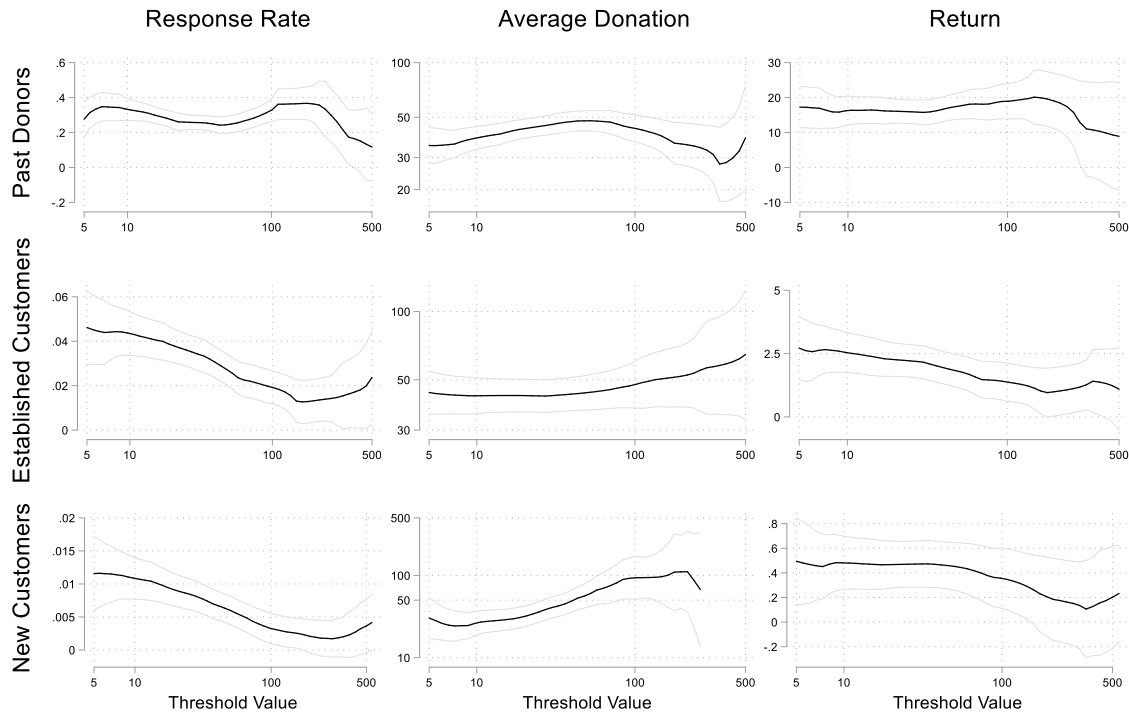 Response Rate Average Donation Return
Past Donors
.6
.4
.2
0
-.2
5 10 100 500
100
50
30
20
5 10 100 500
30
20
10
0
-10
5 10 100 500
Established Customers
.06
.04
.02
0
5 10 100 500
100
50
30
5 10 100 500
5
2.5
0
5 10 100 500
New Customers
.02
.015
.01
.005
0
5 10 100 500
Threshold Value
500
100
50
10
5 10 100 500
Threshold Value
.8
.6
.4
.2
0
-.2
5 10 100 500
Threshold Value